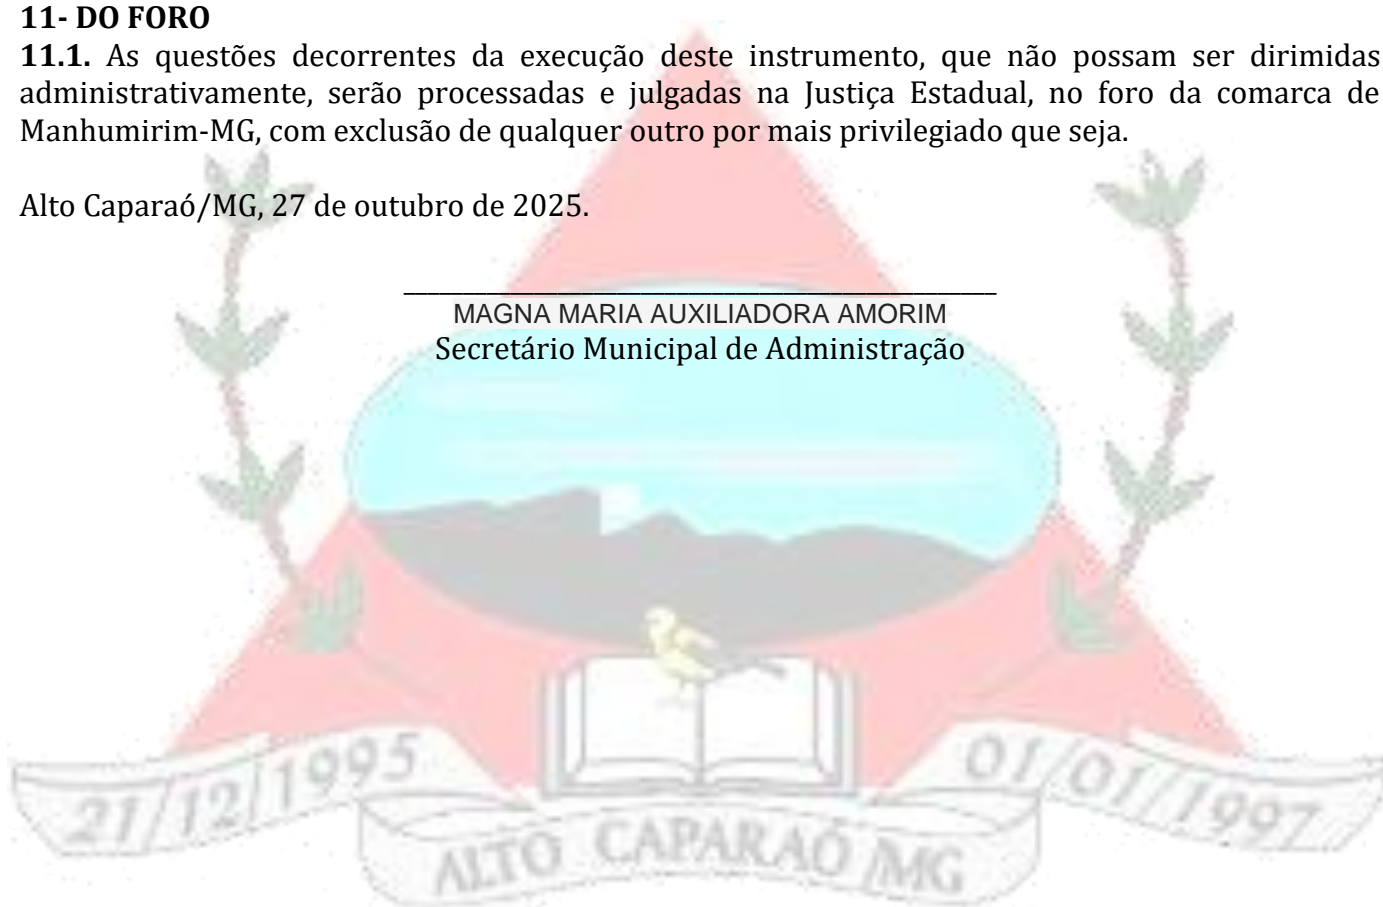 11- DO FORO
11.1. As questões decorrentes da execução deste instrumento, que não possam ser dirimidas
administrativamente, serão processadas e julgadas na Justiça Estadual, no foro da comarca de
Manhumirim-MG, com exclusão de qualquer outro por mais privilegiado que seja.
Alto Caparaó/MG, 27 de outubro de 2025.
MAGNA MARIA AUXILIADORA AMORIM
Secretário Municipal de Administração
21/12/1995
01/01/1997
ALTO CAPARAÓ MG